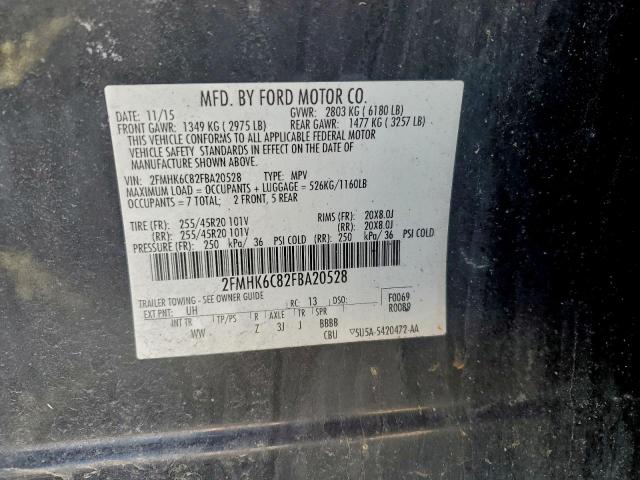 MFD. BY FORD MOTOR CO.
DATE: 11/15 GVWR: 2803 KG ( 6180 LB)
FRONT GAWR: 1349 KG ( 2975 LB) REAR GAWR: 1477 KG ( 3257 LB)
THIS VEHICLE CONFORMS TO ALL APPLICABLE FEDERAL MOTOR
VEHICLE SAFETY STANDARDS IN EFFECT ON THE DATE OF
MANUFACTURE SHOWN ABOVE.
VIN: 2FMHK6C82FBA20528 TYPE: MPV
MAXIMUM LOAD = OCCUPANTS + LUGGAGE = 526KG/1160LB
OCCUPANTS = 7 TOTAL; 2 FRONT, 5 REAR
TIRE (FR): 255/45R20 101V RIMS (FR): 20X8.0J
(RR): 255/45R20 101V (RR): 20X8.0J
PRESSURE (FR): 250 kPa/ 36 PSI COLD (RR): 250 kPa/ 36 PSI COLD
2FMHK6C82FBA20528
TRAILER TOWING - SEE OWNER GUIDE
EXT PNT: UH RC: 13 DSO: F0069
INT TR TP/PS R AXLE TR SPR R0088
WW Z 3J J BBBB
CBU ▽5U5A-5420472-AA